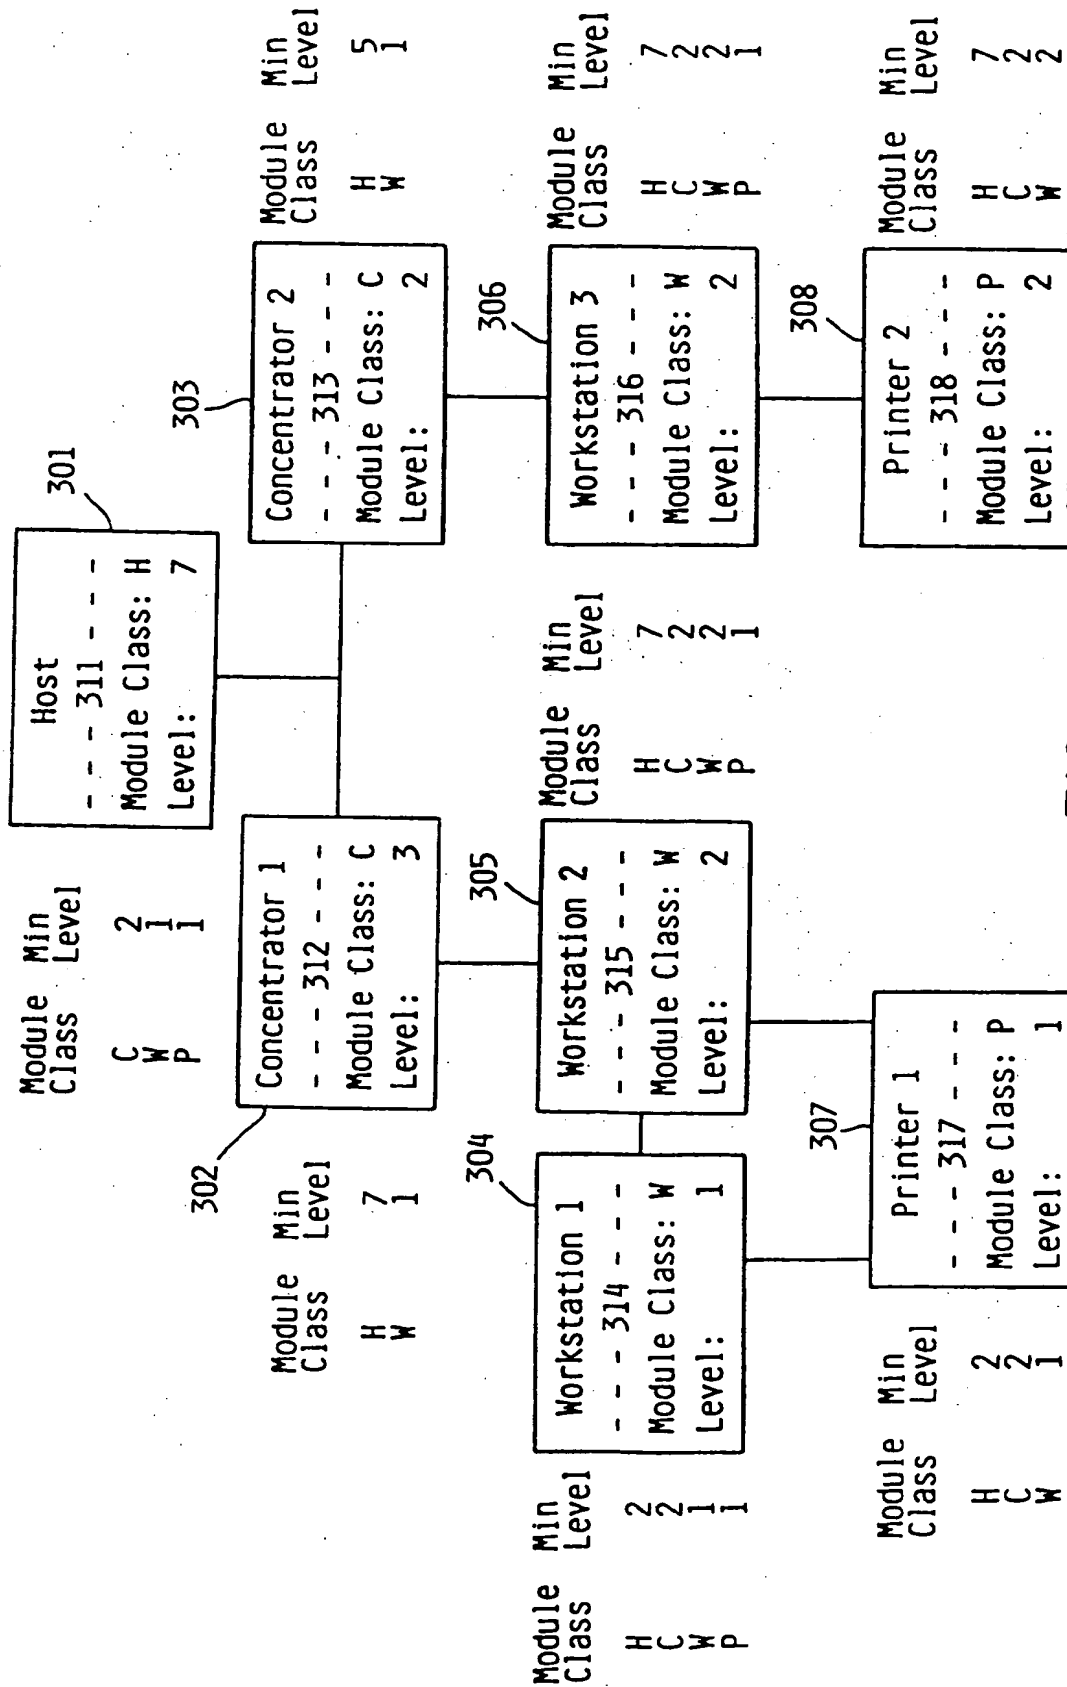 Host
- - - 311 - - - -
Module Class: H
Level: 7
301
Module Min
Class Level
C 2
W 1
P 1
Concentrator 1
- - - - 312 - - - -
Module Class: C
Level: 3
302
Module Min
Class Level
H 7
W 1
Concentrator 2
- - - 313 - - - -
Module Class: C
Level: 2
303
Module Min
Class Level
H 5
W 1
Workstation 1
- - - 314 - - - -
Module Class: W
Level: 1
304
Module Min
Class Level
H 2
C 2
W 1
P 1
Workstation 2
- - - 315 - - - -
Module Class: W
Level: 2
305
Module Min
Class Level
H 7
C 2
W 2
P 1
Workstation 3
- - - 316 - - - -
Module Class: W
Level: 2
306
Module Min
Class Level
H 7
C 2
W 2
P 1
Printer 1
- - - 317 - - - -
Module Class: P
Level: 1
307
Module Min
Class Level
H 2
C 2
W 1
Printer 2
- - - 318 - - - -
Module Class: P
Level: 2
308
Module Min
Class Level
H 7
C 2
W 2